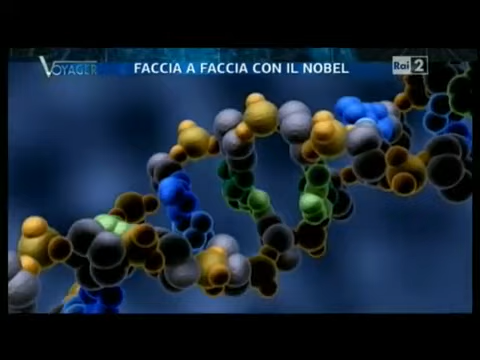 VOYAGER
FACCIA A FACCIA CON IL NOBEL
Rai 2